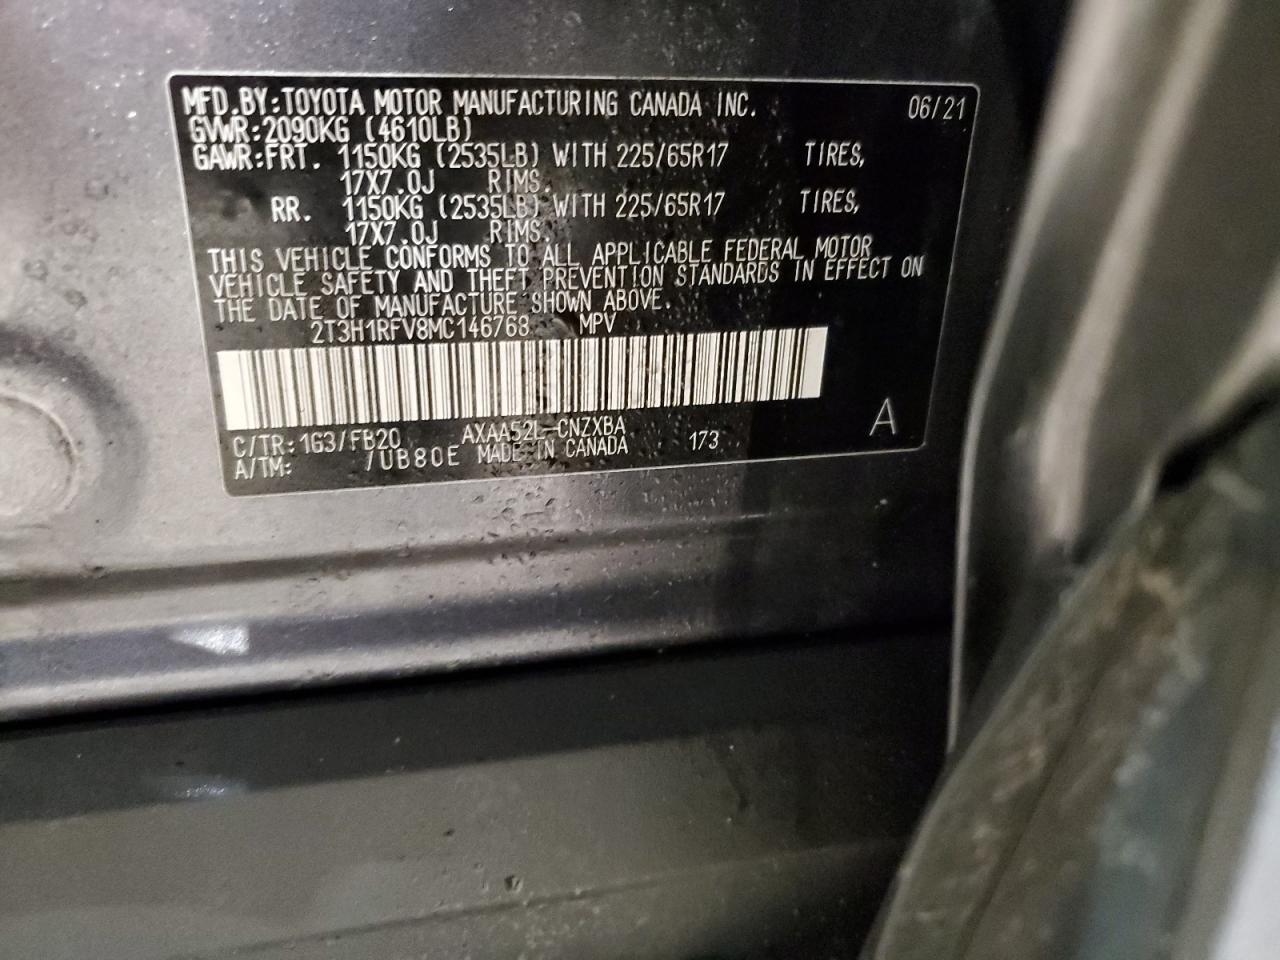 MFD.BY:TOYOTA MOTOR MANUFACTURING CANADA INC. 06/21
GVWR:2090KG (4610LB)
GAWR:FRT. 1150KG (2535LB) WITH 225/65R17 TIRES,
17X7.0J RIMS.
RR. 1150KG (2535LB) WITH 225/65R17 TIRES,
17X7.0J RIMS.
THIS VEHICLE CONFORMS TO ALL APPLICABLE FEDERAL MOTOR
VEHICLE SAFETY AND THEFT PREVENTION STANDARDS IN EFFECT ON
THE DATE OF MANUFACTURE SHOWN ABOVE.
2T3H1RFV8MC146768 MPV
A
C/TR:1G3/FB20 AXAA52L-CNZXBA 173
A/TM: /UB80E MADE IN CANADA